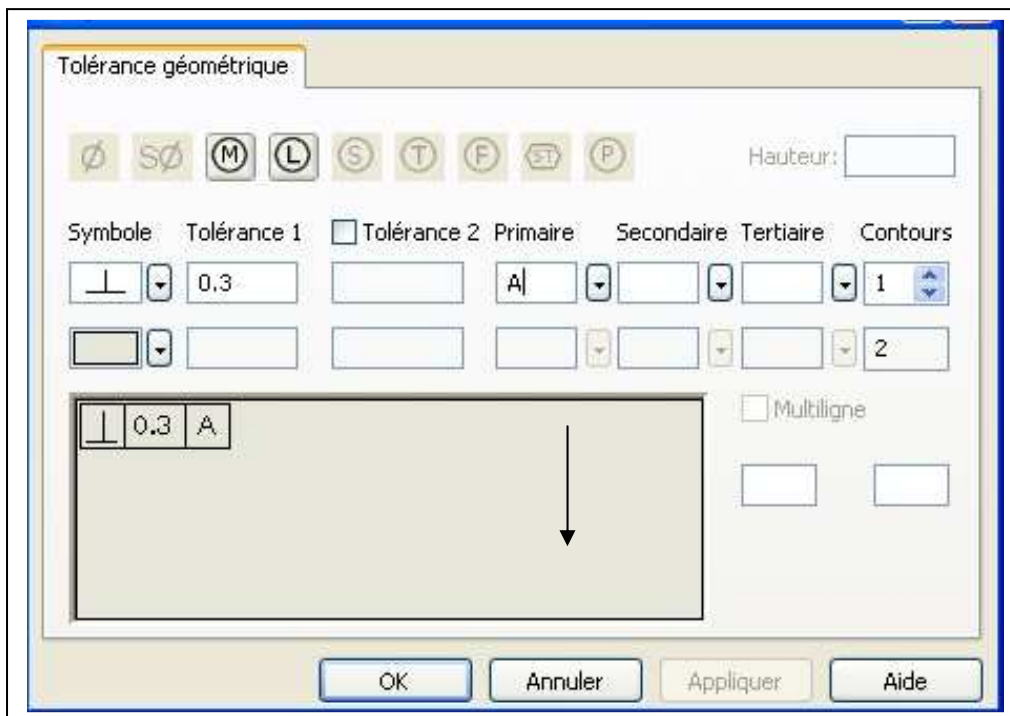 Tolérance géométrique
Ø SØ M L S T F ST P Hauteur:
Symbole Tolérance 1 Tolérance 2 Primaire Secondaire Tertiaire Contours
⊥ 0.3 A 1
2
⊥ 0.3 A
Multiligne
OK Annuler Appliquer Aide